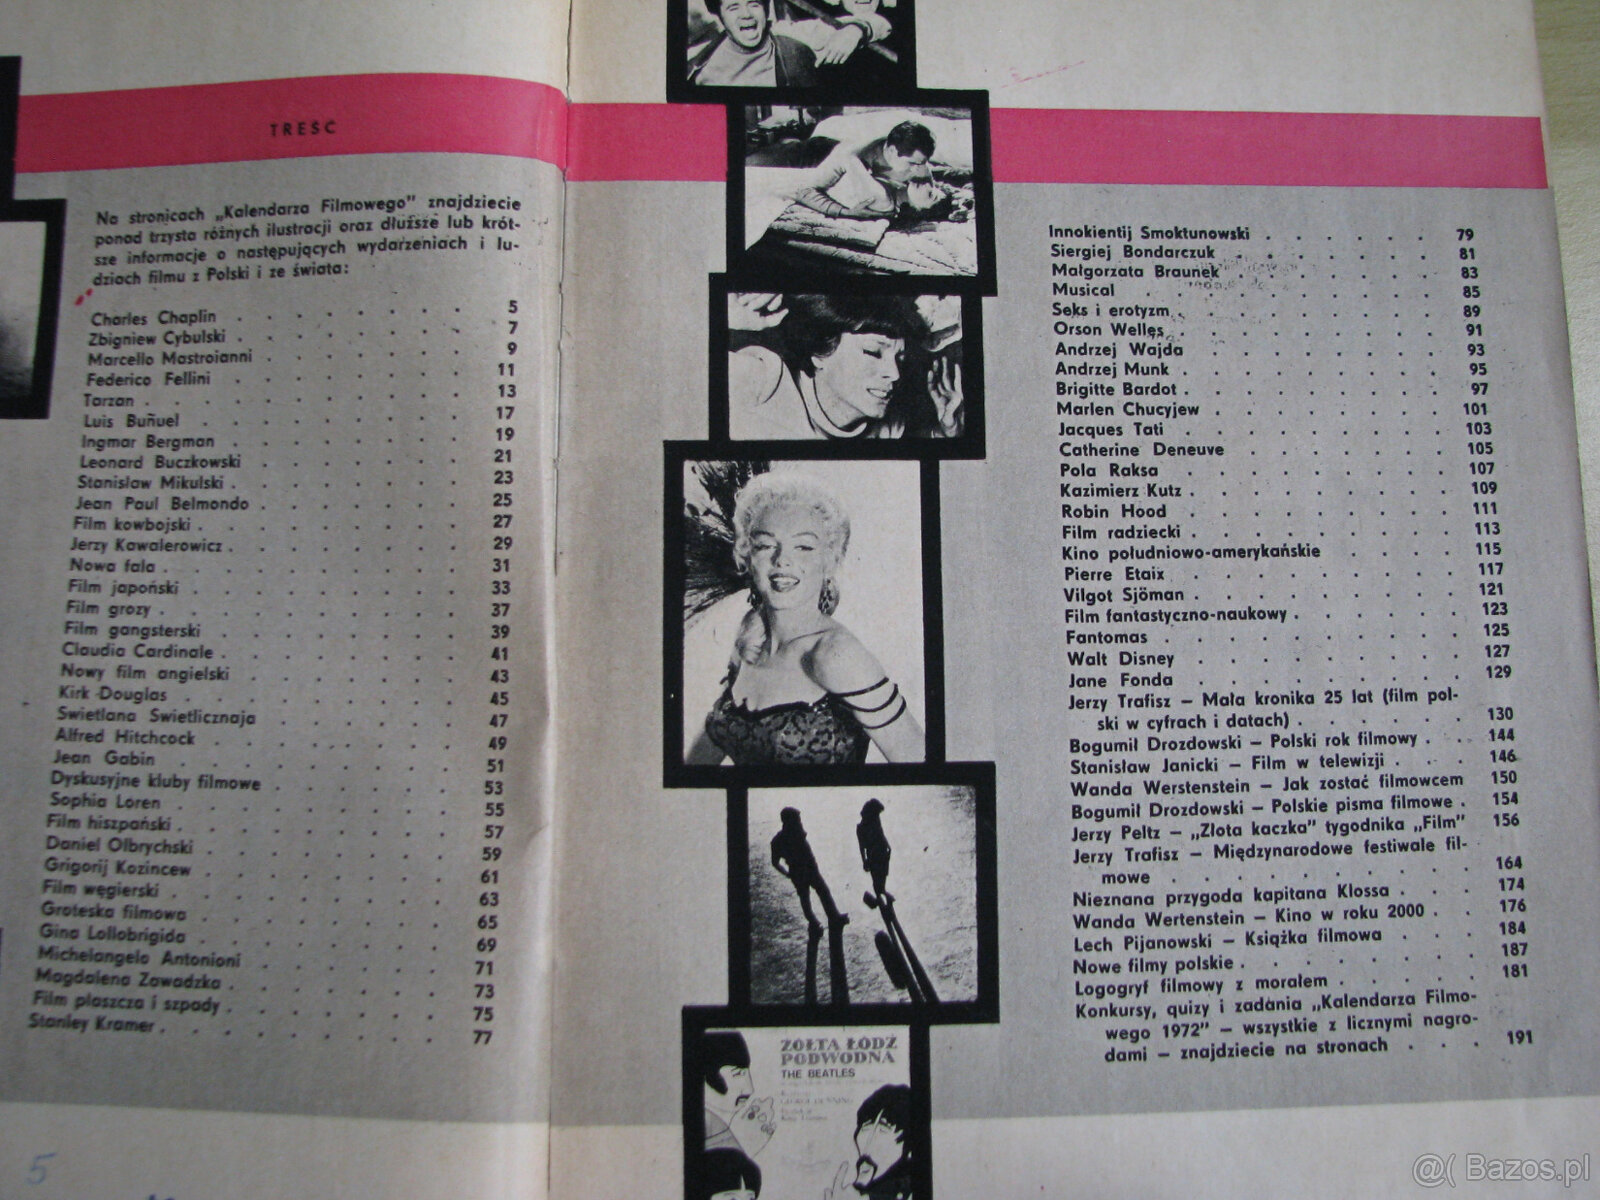 TREŚĆ
Na stronicach „Kalendarza Filmowego” znajdziecie
ponad trzysta różnych ilustracji oraz dłuższe lub krót-
sze informacje o następujących wydarzeniach i lu-
dziach filmu z Polski i ze świata:
Charles Chaplin . . . . . . . . 5
Zbigniew Cybulski . . . . . . . 7
Marcello Mastroianni . . . . . . 9
Federico Fellini . . . . . . . 11
Tarzan . . . . . . . . . . 13
Luis Buñuel . . . . . . . . 17
Ingmar Bergman . . . . . . . 19
Leonard Buczkowski . . . . . . 21
Stanisław Mikulski . . . . . . . 23
Jean Paul Belmondo . . . . . . 25
Film kowbojski . . . . . . . . 27
Jerzy Kawalerowicz . . . . . . . 29
Nowa fala . . . . . . . . . 31
Film japoński . . . . . . . . 33
Film grozy . . . . . . . . . 37
Film gangsterski . . . . . . . 39
Claudia Cardinale . . . . . . . 41
Nowy film angielski . . . . . . 43
Kirk Douglas . . . . . . . . 45
Swietlana Swietlicznaja . . . . . 47
Alfred Hitchcock . . . . . . . 49
Jean Gabin . . . . . . . . 51
Dyskusyjne kluby filmowe . . . . . 53
Sophia Loren . . . . . . . . 55
Film hiszpański . . . . . . . . 57
Daniel Olbrychski . . . . . . . 59
Grigorij Kozincew . . . . . . . 61
Film węgierski . . . . . . . . 63
Groteska filmowa . . . . . . . 65
Gina Lollobrigida . . . . . . . 69
Michelangelo Antonioni . . . . . 71
Magdalena Zawadzka . . . . . . 73
Film płaszcza i szpady . . . . . . 75
Stanley Kramer . . . . . . . . 77
ŻÓŁTA ŁÓDŹ
PODWODNA
THE BEATLES
Innokientij Smoktunowski . . . . . . 79
Siergiej Bondarczuk . . . . . . . 81
Małgorzata Braunek . . . . . . . 83
Musical . . . . . . . . . . 85
Seks i erotyzm . . . . . . . . 89
Orson Welles . . . . . . . . 91
Andrzej Wajda . . . . . . . . 93
Andrzej Munk . . . . . . . . 95
Brigitte Bardot . . . . . . . . 97
Marlen Chucyjew . . . . . . . . 101
Jacques Tati . . . . . . . . 103
Catherine Deneuve . . . . . . 105
Pola Raksa . . . . . . . . 107
Kazimierz Kutz . . . . . . . . 109
Robin Hood . . . . . . . . 111
Film radziecki . . . . . . . . 113
Kino południowo-amerykańskie . . . . 115
Pierre Etaix . . . . . . . . 117
Vilgot Sjöman . . . . . . . . 121
Film fantastyczno-naukowy . . . . . 123
Fantomas . . . . . . . . . 125
Walt Disney . . . . . . . . 127
Jane Fonda . . . . . . . . 129
Jerzy Trafisz – Mała kronika 25 lat (film pol-
ski w cyfrach i datach) . . . . . . 130
Bogumił Drozdowski – Polski rok filmowy . . 144
Stanisław Janicki – Film w telewizji . . . 146
Wanda Werstenstein – Jak zostać filmowcem 150
Bogumił Drozdowski – Polskie pisma filmowe . 154
Jerzy Peltz – „Złota kaczka” tygodnika „Film” 156
Jerzy Trafisz – Międzynarodowe festiwale fil-
mowe . . . . . . . . . . 164
Nieznana przygoda kapitana Klossa . . . 174
Wanda Wertenstein – Kino w roku 2000 . . 176
Lech Pijanowski – Książka filmowa . . . 184
Nowe filmy polskie . . . . . . . 187
Logogryf filmowy z morałem . . . . . 181
Konkursy, quizy i zadania „Kalendarza Filmo-
wego 1972” – wszystkie z licznymi nagro-
dami – znajdziecie na stronach . . . 191
5
@( Bazos.pl